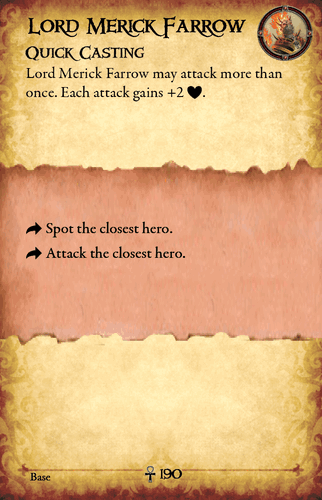 Lord Merick Farrow
Quick Casting
Lord Merick Farrow may attack more than
once. Each attack gains +2 ♥.
Spot the closest hero.
Attack the closest hero.
Base
190